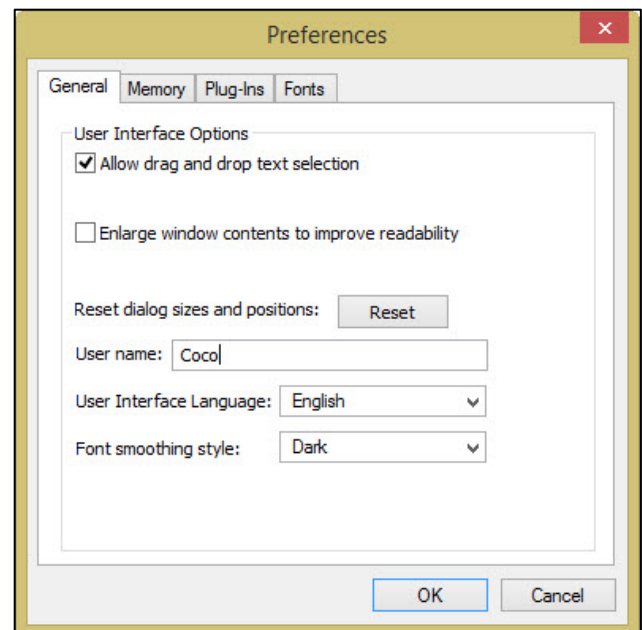 Preferences
General Memory Plug-Ins Fonts
User Interface Options
Allow drag and drop text selection
Enlarge window contents to improve readability
Reset dialog sizes and positions: Reset
User name: Coco
User Interface Language: English
Font smoothing style: Dark
OK Cancel